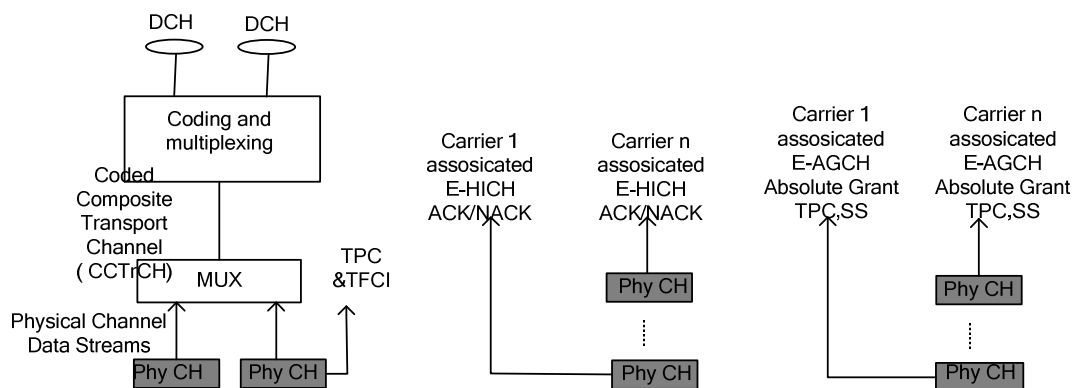 DCH
DCH
Coding and
multiplexing
Coded
Composite
Transport
Channel
( CCTrCH)
MUX
TPC
&TFCI
Physical Channel
Data Streams
Phy CH
Phy CH
Carrier 1
assosicated
E-HICH
ACK/NACK
Carrier n
assosicated
E-HICH
ACK/NACK
Phy CH
Phy CH
Carrier 1
assosicated
E-AGCH
Absolute Grant
TPC,SS
Carrier n
assosicated
E-AGCH
Absolute Grant
TPC,SS
Phy CH
Phy CH